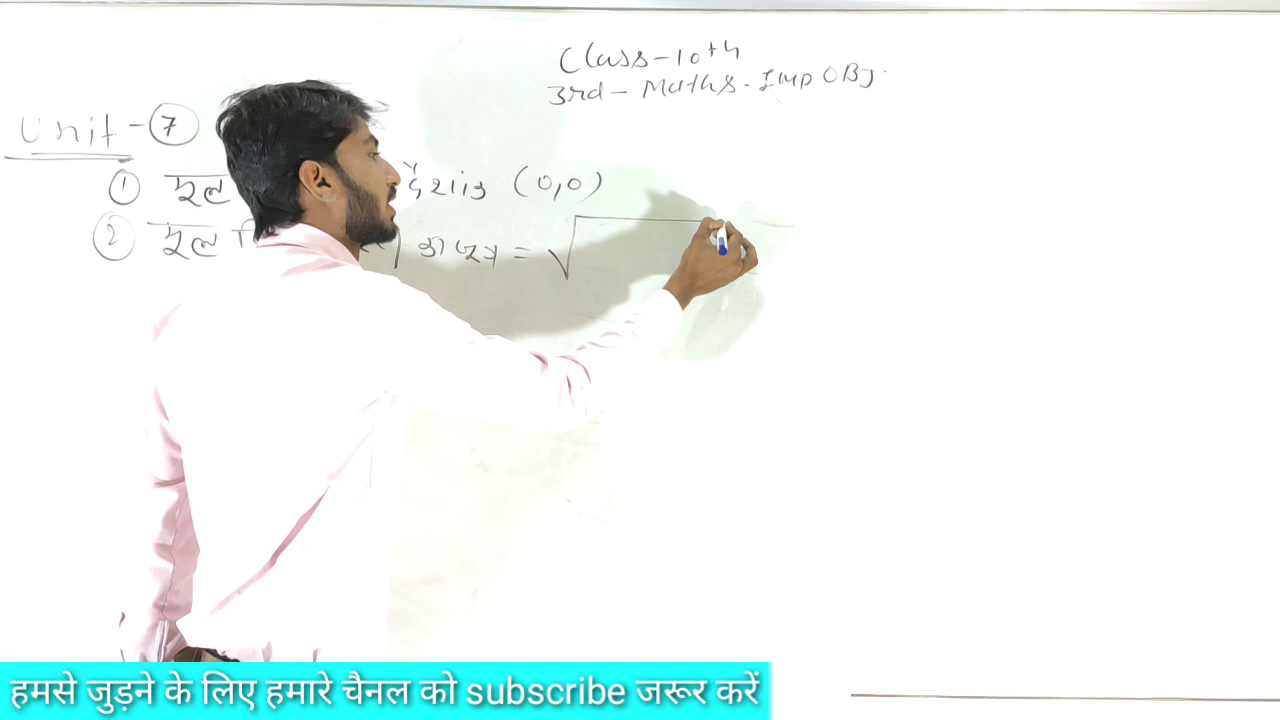 Class-10th
3rd - Maths. Imp OBJ.
Unit - 7
1 मूल (0,0)
2 मूल का सूत्र = √
हमसे जुड़ने के लिए हमारे चैनल को subscribe जरूर करें